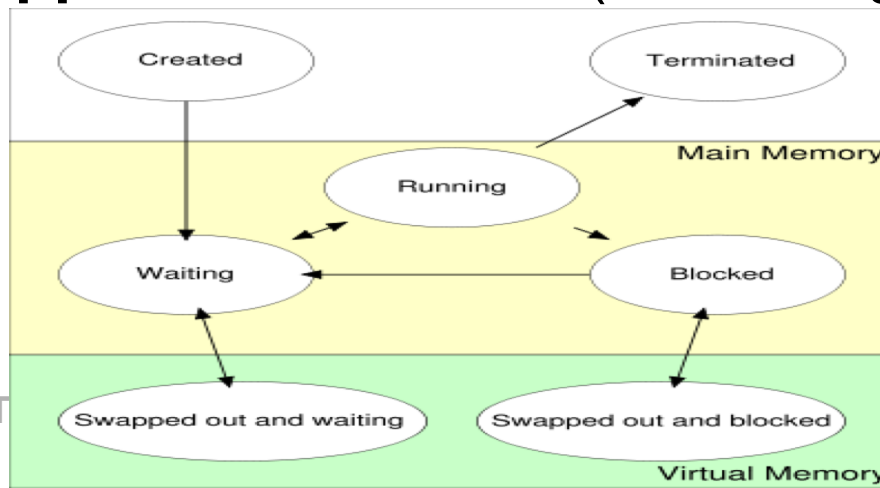 Created
Terminated
Main Memory
Running
Waiting
Blocked
Swapped out and waiting
Swapped out and blocked
Virtual Memory